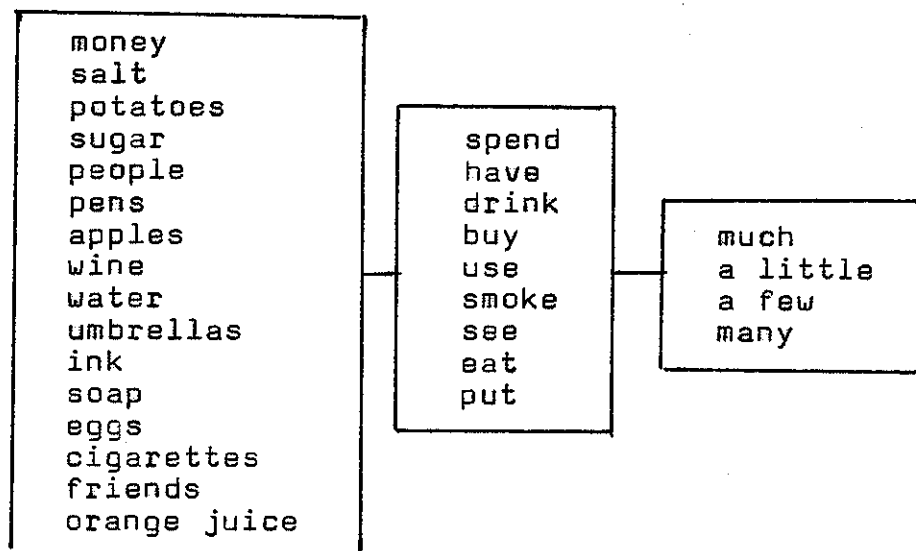 money
salt
potatoes
sugar
people
pens
apples
wine
water
umbrellas
ink
soap
eggs
cigarettes
friends
orange juice
spend
have
drink
buy
use
smoke
see
eat
put
much
a little
a few
many